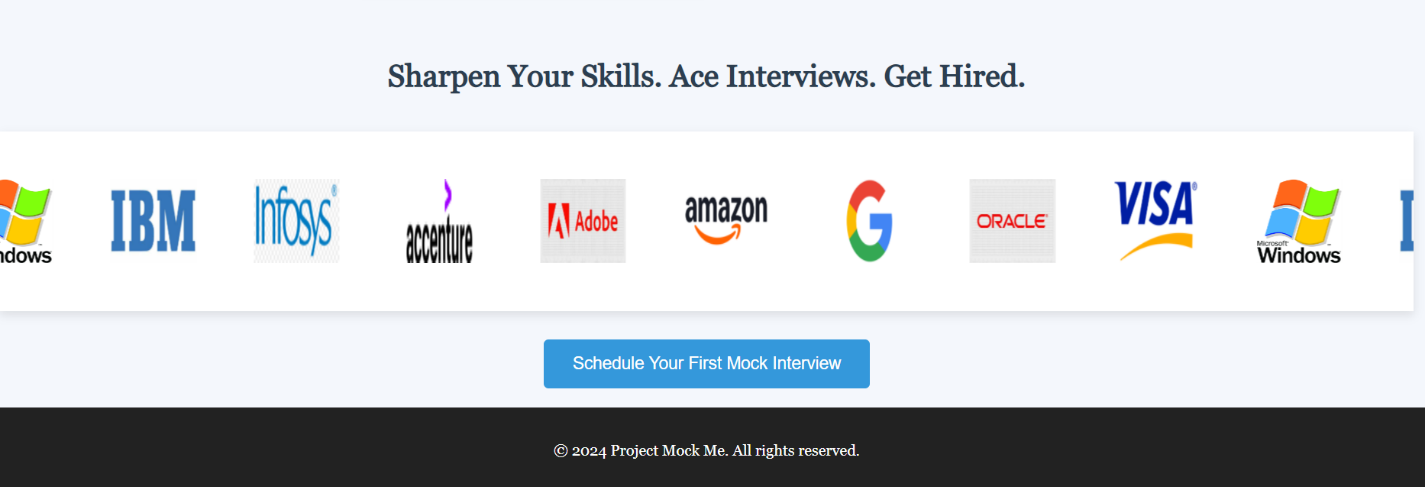 Sharpen Your Skills. Ace Interviews. Get Hired.
ndows
IBM
Infosys®
accenture
Adobe
amazon
G
ORACLE®
VISA®
Microsoft®
Windows
I
Schedule Your First Mock Interview
© 2024 Project Mock Me. All rights reserved.